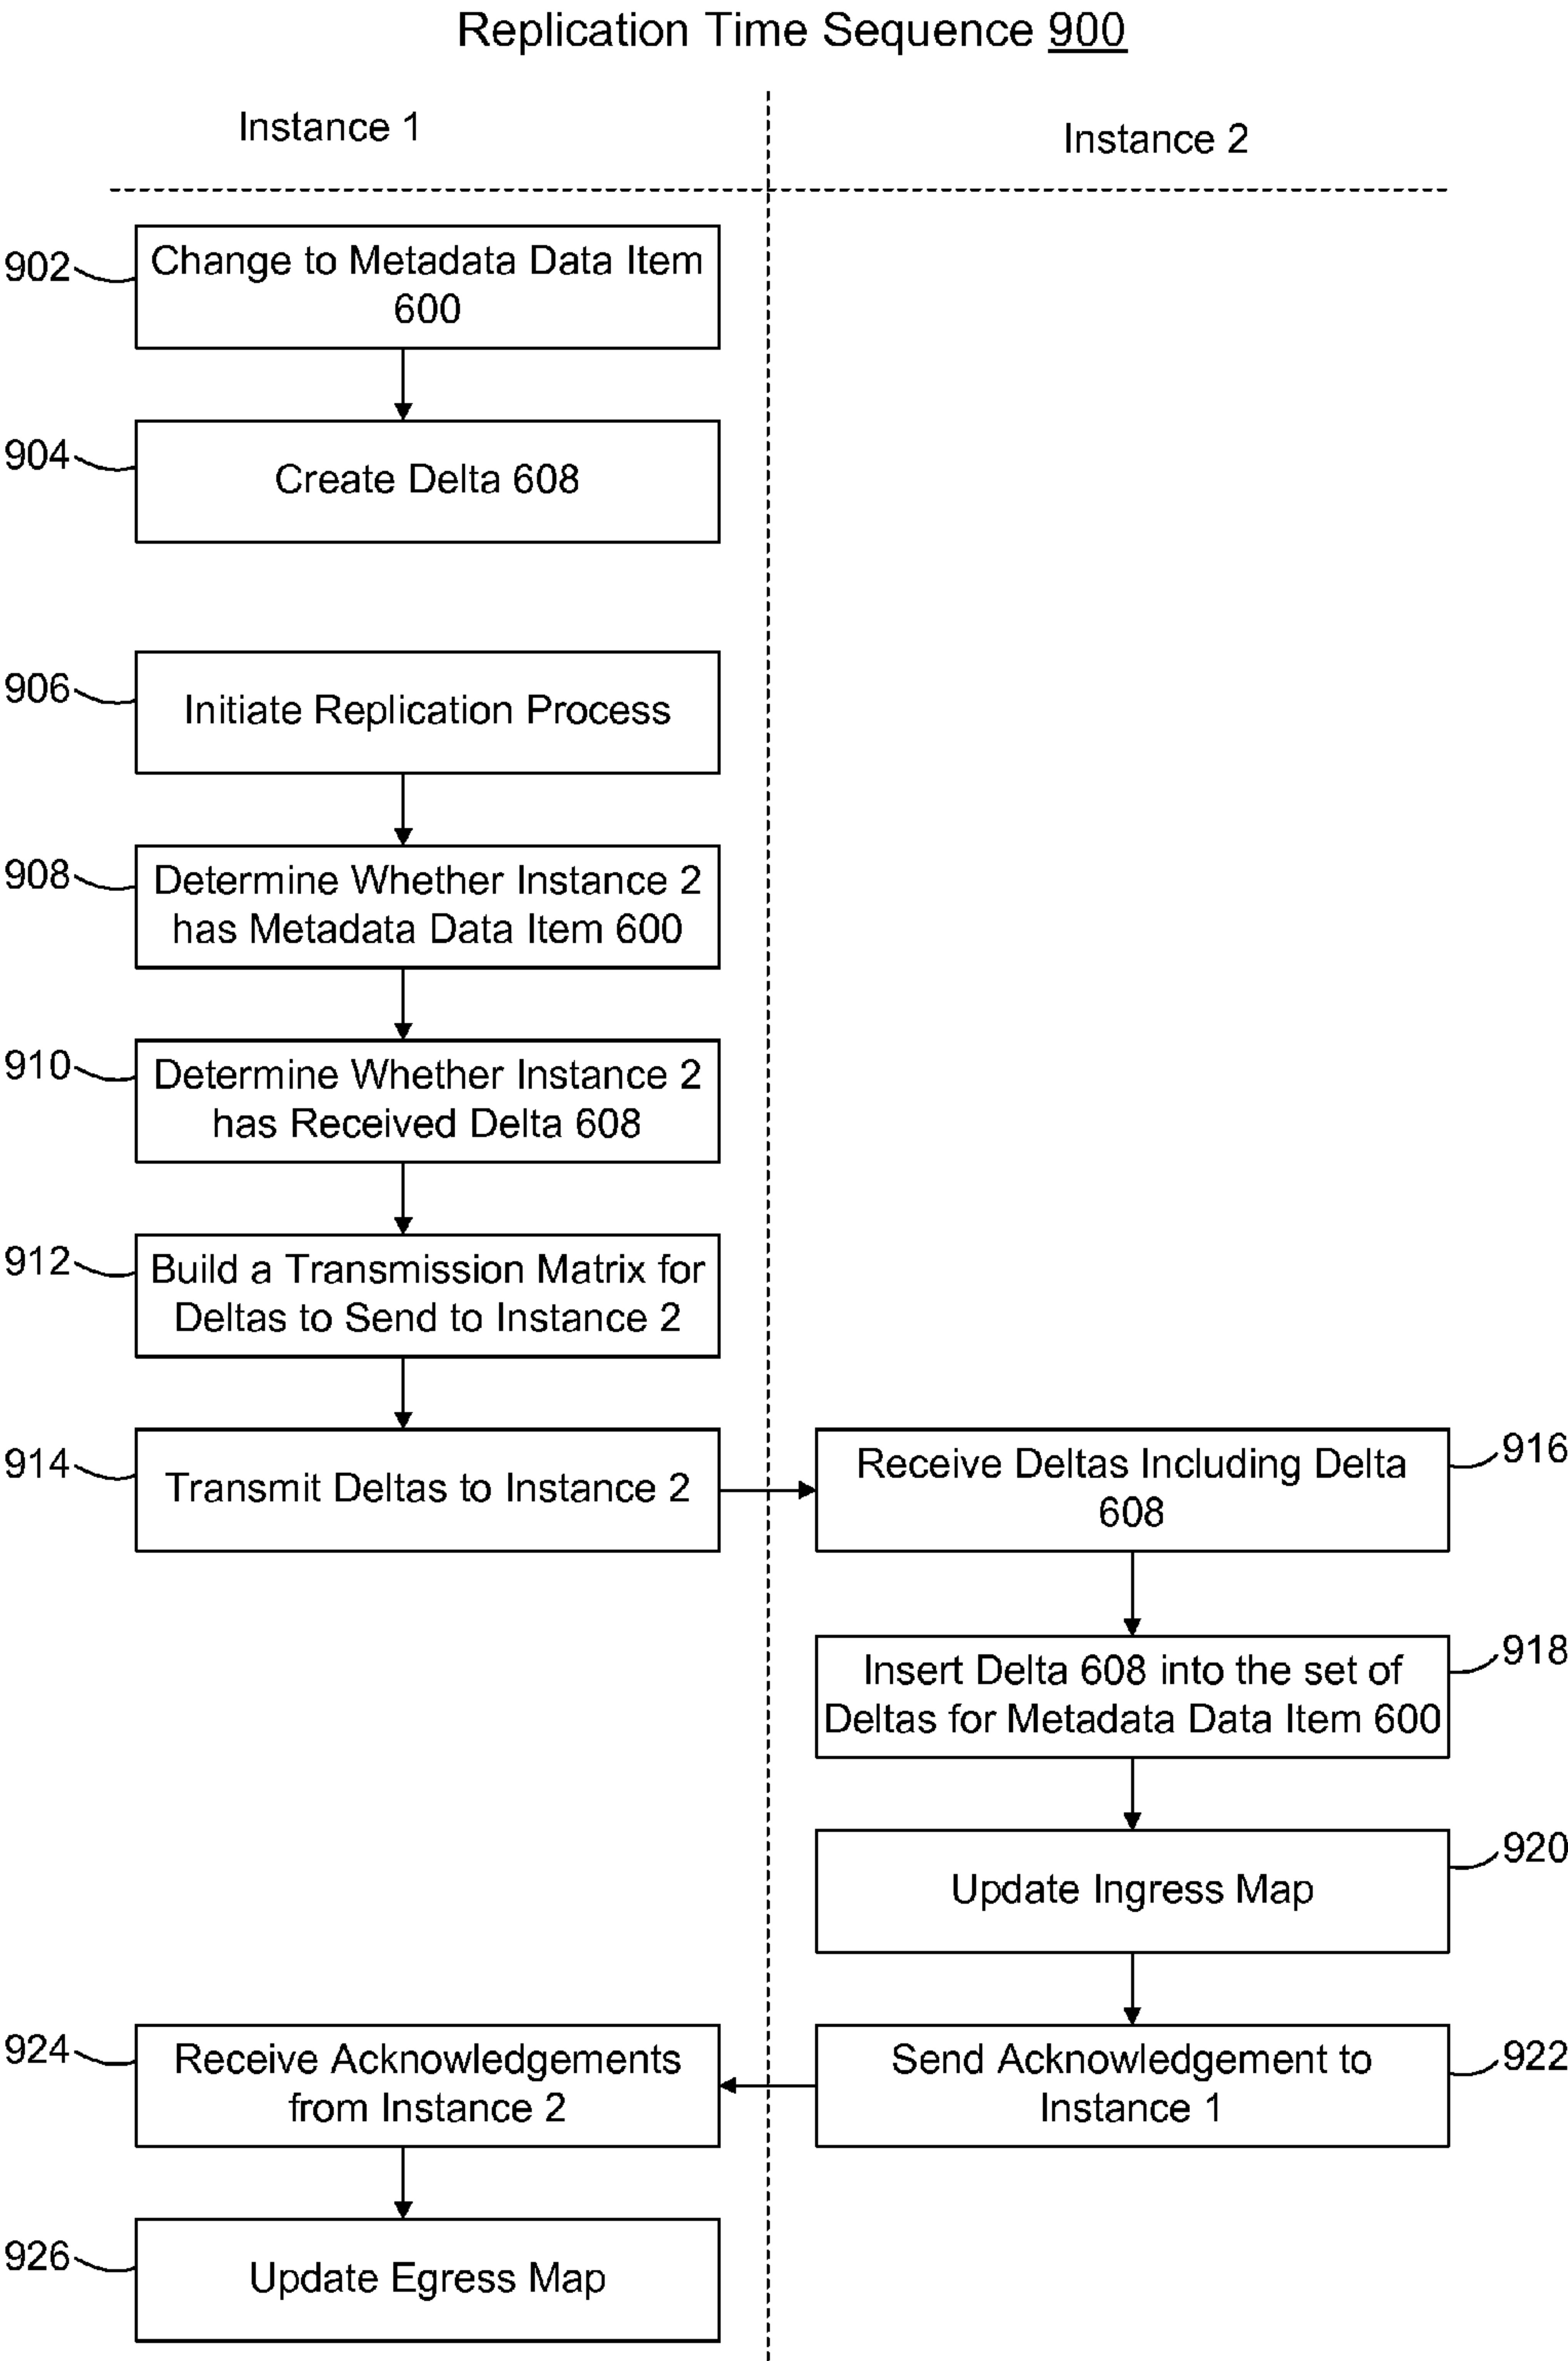 Replication Time Sequence 900
Instance 1
Instance 2
902
Change to Metadata Data Item
600
904
Create Delta 608
906
Initiate Replication Process
908
Determine Whether Instance 2
has Metadata Data Item 600
910
Determine Whether Instance 2
has Received Delta 608
912
Build a Transmission Matrix for
Deltas to Send to Instance 2
914
Transmit Deltas to Instance 2
Receive Deltas Including Delta
608
916
Insert Delta 608 into the set of
Deltas for Metadata Data Item 600
918
Update Ingress Map
920
Send Acknowledgement to
Instance 1
922
924
Receive Acknowledgements
from Instance 2
926
Update Egress Map